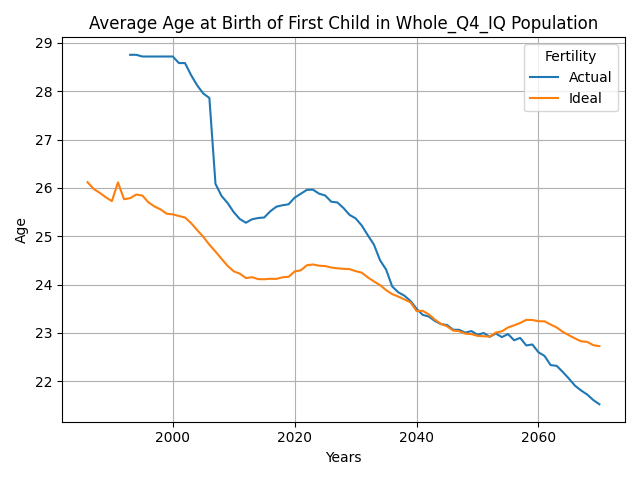 Average Age at Birth of First Child in Whole_Q4_IQ Population
Fertility
Actual
Ideal
29
28
27
26
25
24
23
22
Age
2000
2020
2040
2060
Years